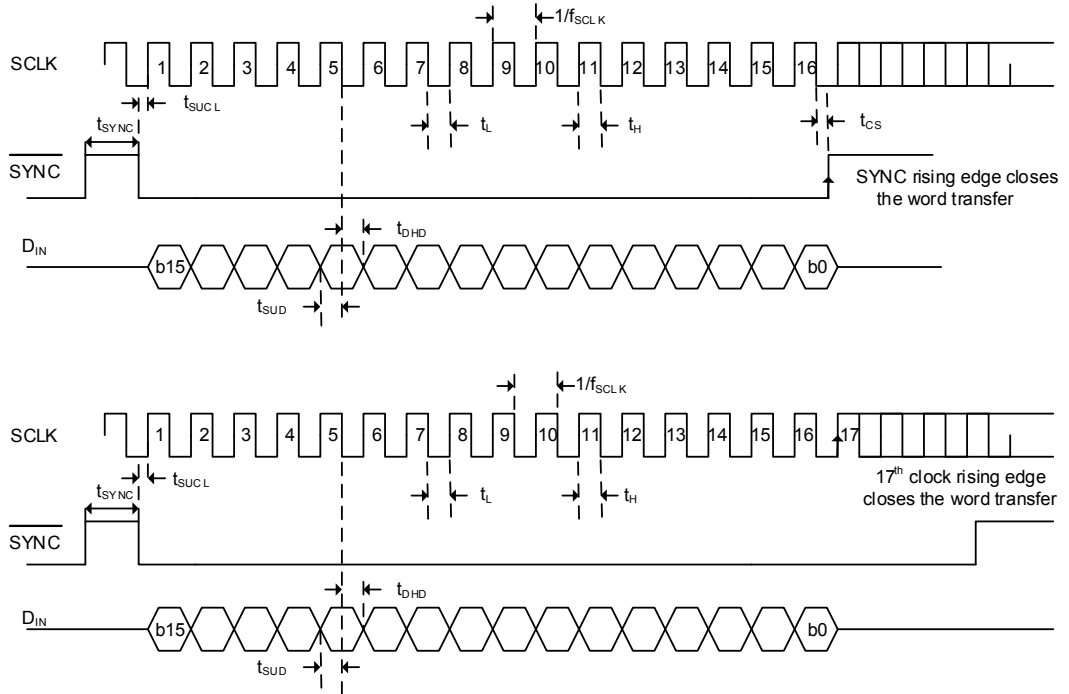 1/fSCLK
SCLK
1 2 3 4 5 6 7 8 9 10 11 12 13 14 15 16
tSUCL
tL
tH
tCS
tSYNC
SYNC
SYNC rising edge closes
the word transfer
DIN
tDHD
b15
b0
tSUD
1/fSCLK
SCLK
1 2 3 4 5 6 7 8 9 10 11 12 13 14 15 16 17
tSUCL
tL
tH
17th clock rising edge
closes the word transfer
tSYNC
SYNC
tDHD
DIN
b15
b0
tSUD